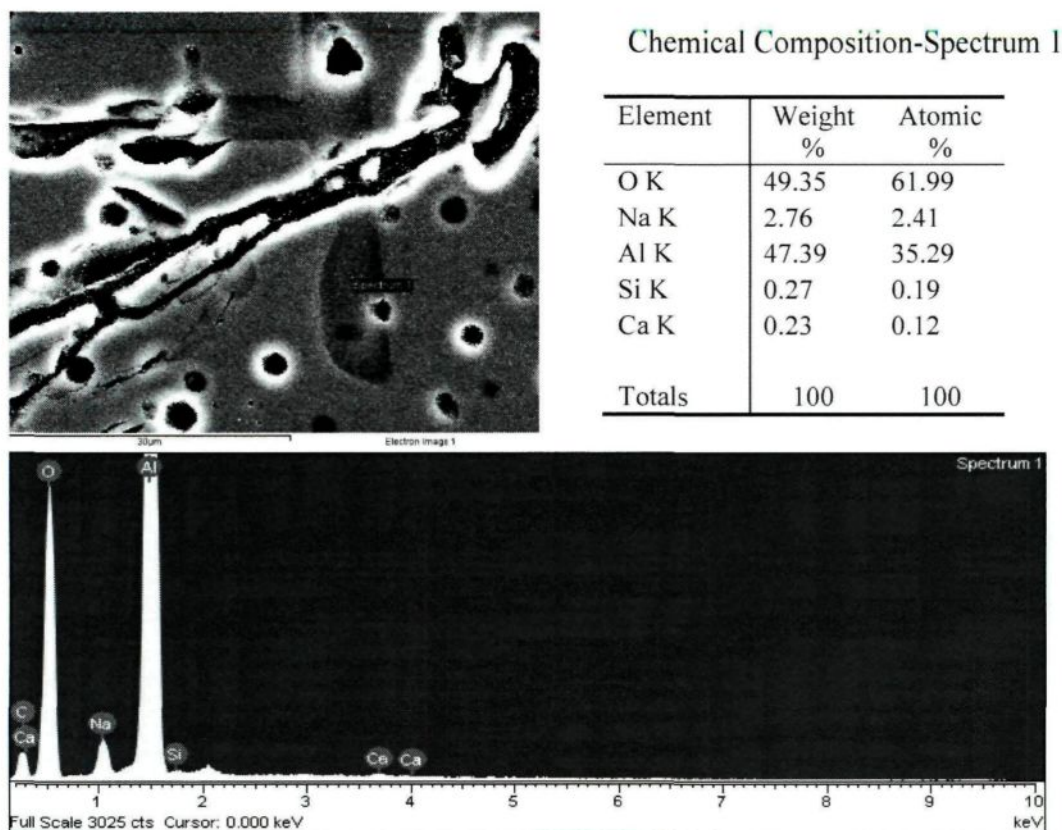 Chemical Composition-Spectrum 1
Element Weight % Atomic %
O K 49.35 61.99
Na K 2.76 2.41
Al K 47.39 35.29
Si K 0.27 0.19
Ca K 0.23 0.12
Totals 100 100
Spectrum 1
30μm Electron Image 1
Spectrum 1
O Al
C
Ca Na Si Ca Ca
1 2 3 4 5 6 7 8 9 10
Full Scale 3025 cts Cursor: 0.000 keV keV